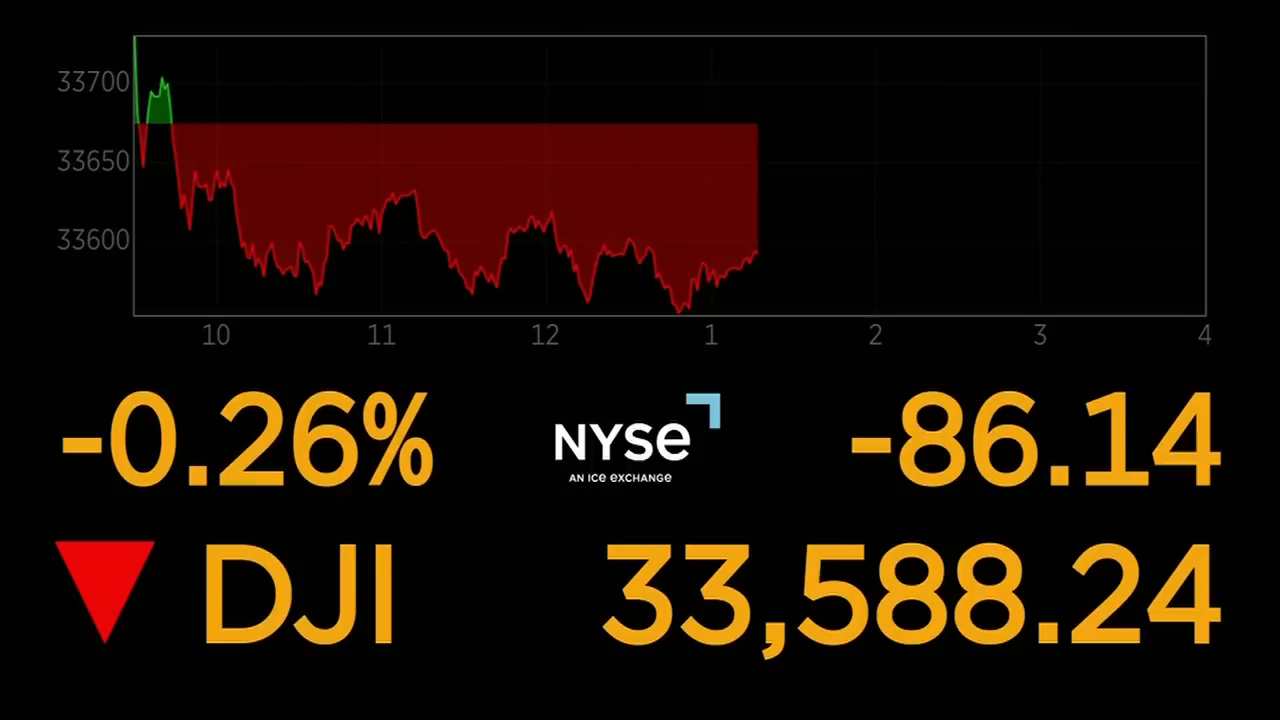 33700
33650
33600
10 11 12 1 2 3 4
-0.26% NYSE -86.14
AN ICE EXCHANGE
DJI 33,588.24